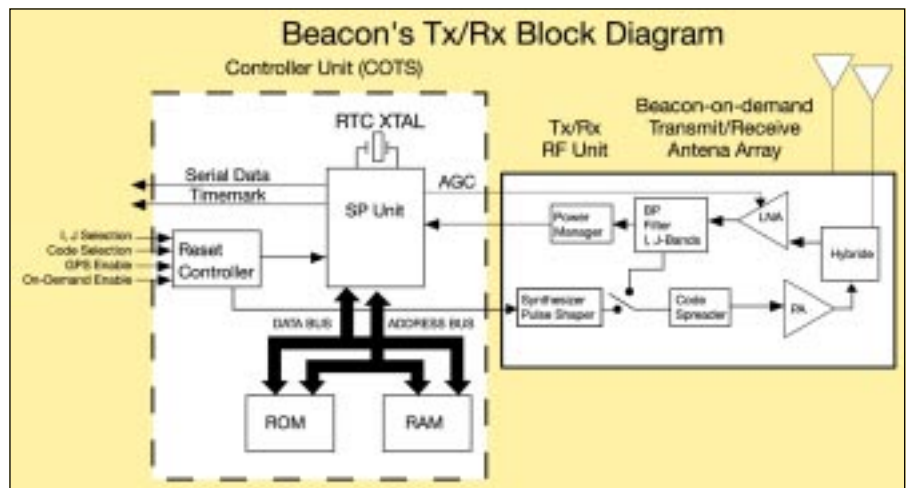 Beacon's Tx/Rx Block Diagram
Controller Unit (COTS)
RTC XTAL
Serial Data
Timemark
SP Unit
AGC
I, J Selection
Code Selection
GPS Enable
On-Demand Enable
Reset
Controller
DATA BUS
ADDRESS BUS
ROM
RAM
Tx/Rx
RF Unit
Beacon-on-demand
Transmit/Receive
Antena Array
Power
Manager
BP
Filter
I, J-Bands
LNA
Hybride
Synthesizer
Pulse Shaper
Code
Spreader
PA